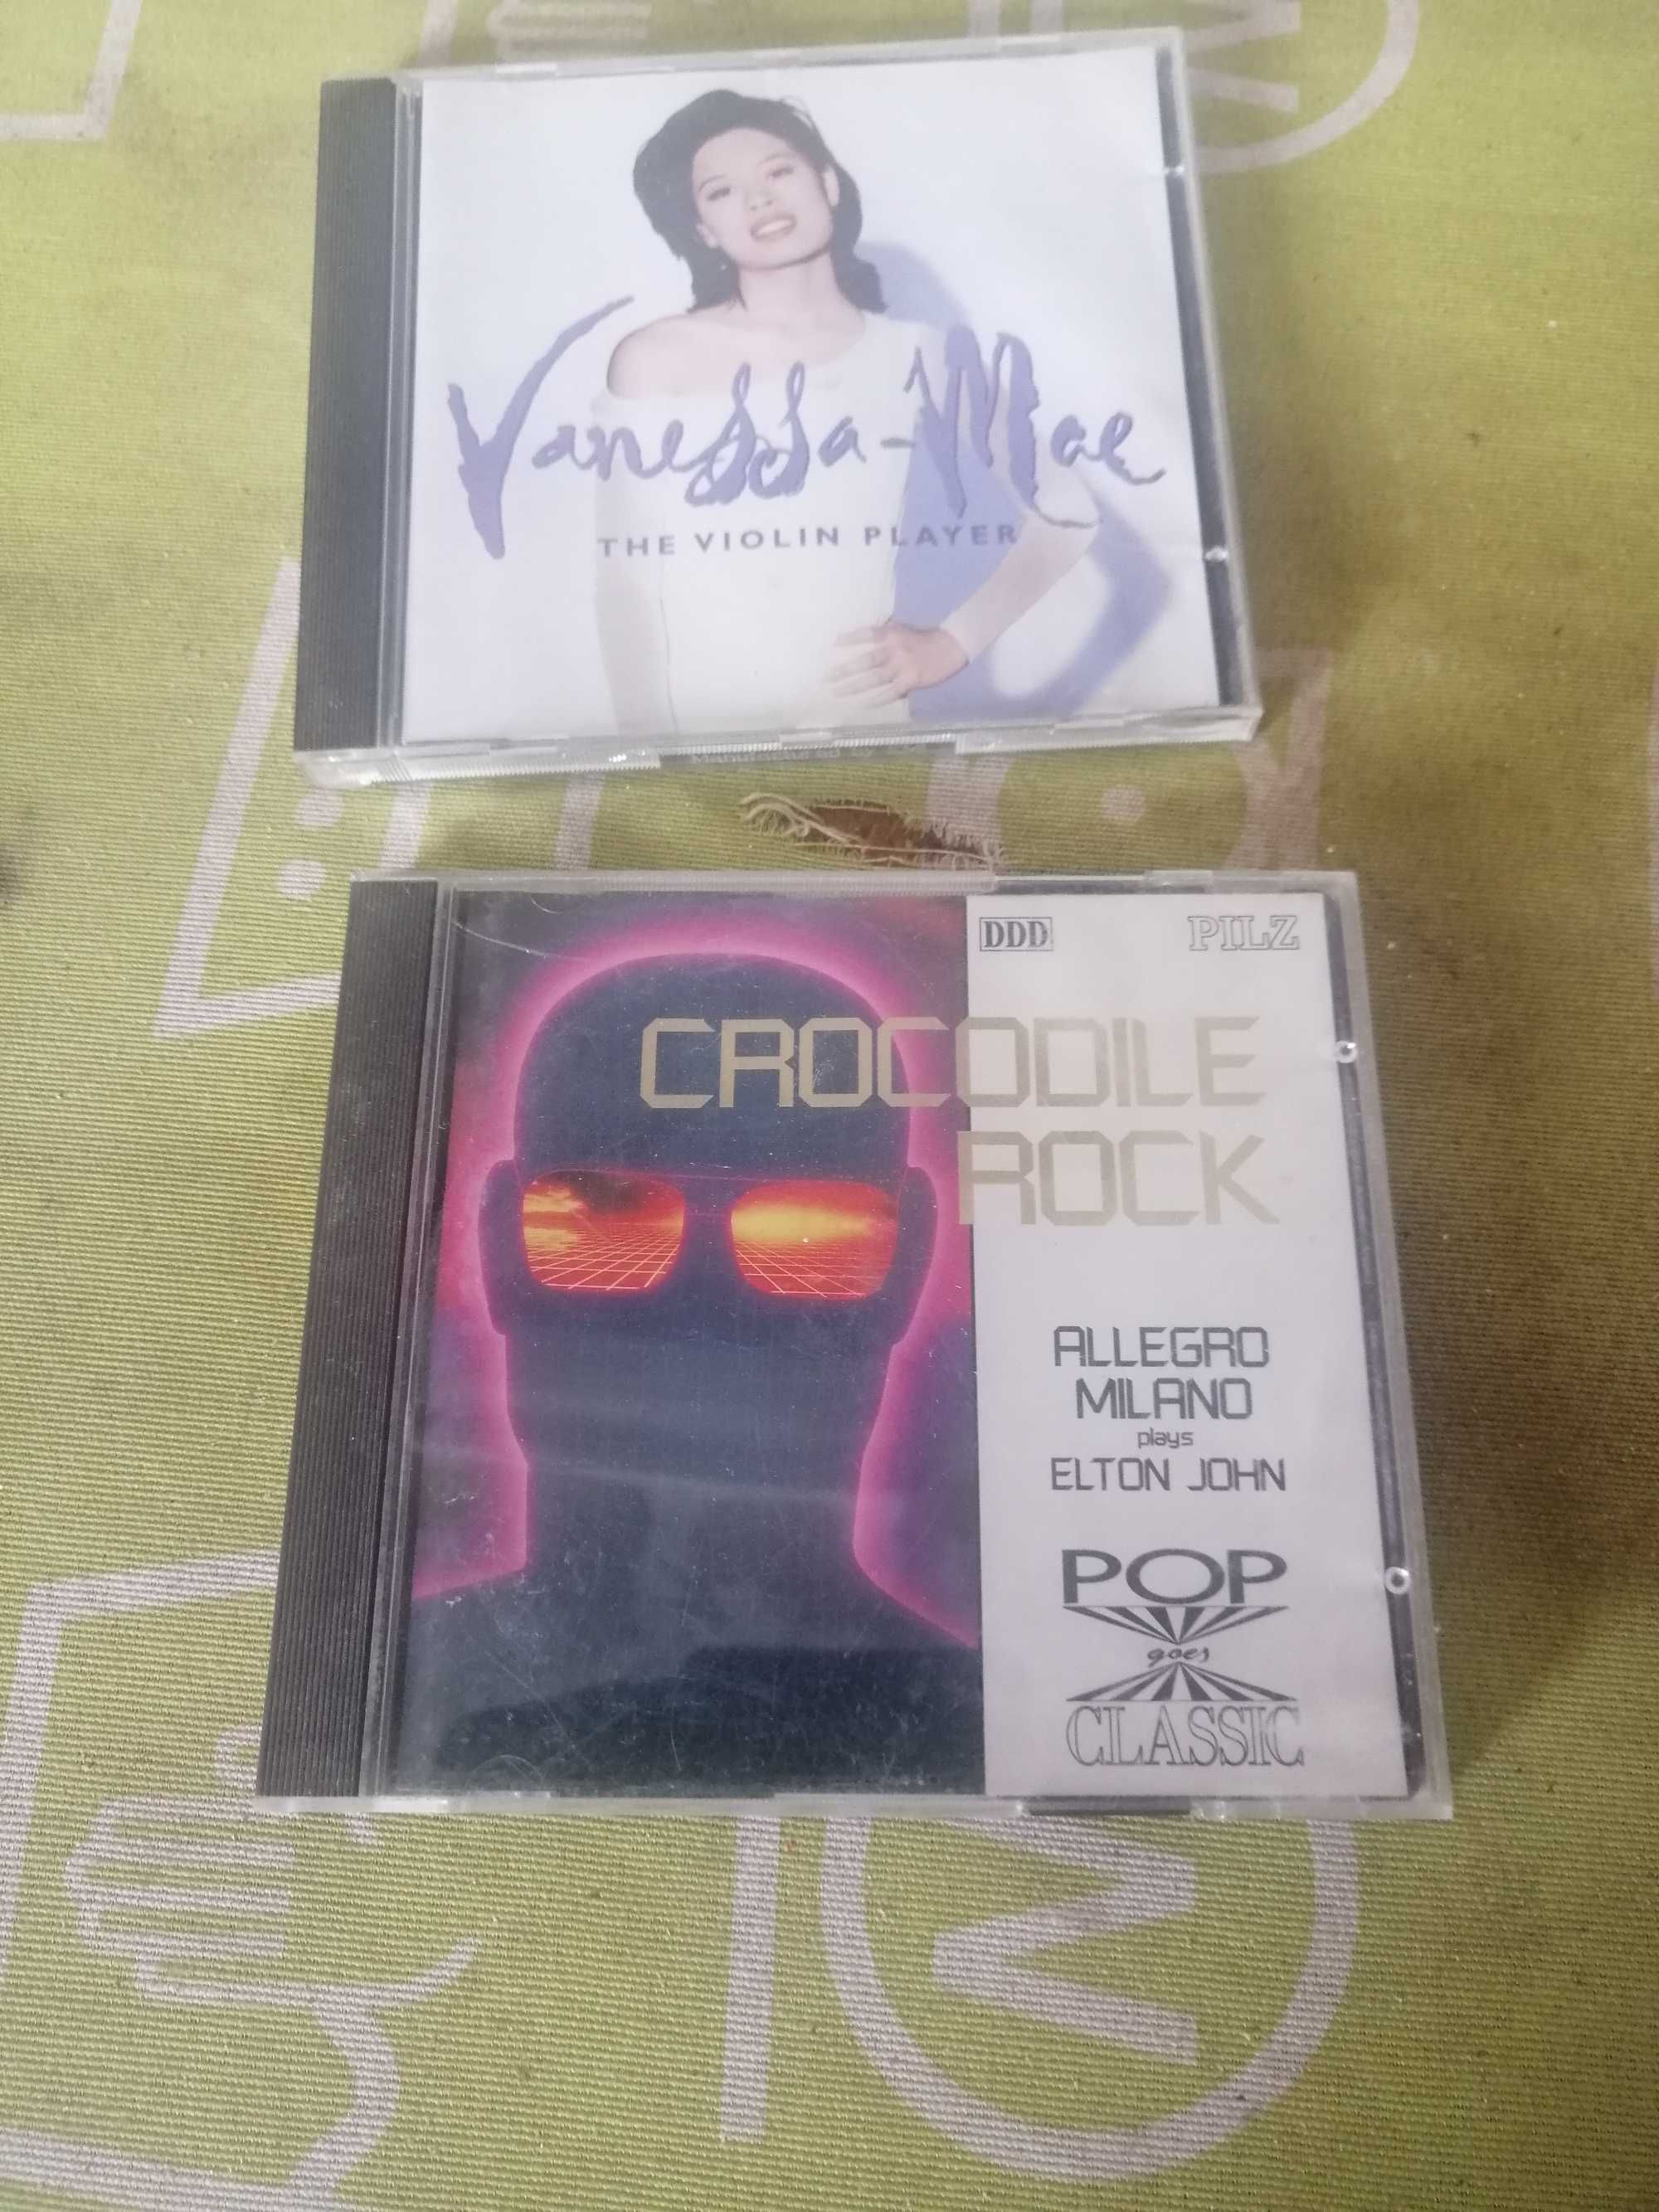 Vanessa-Mae
THE VIOLIN PLAYER
DDD PILZ
CROCODILE
ROCK
ALLEGRO
MILANO
plays
ELTON JOHN
POP
goes
CLASSIC